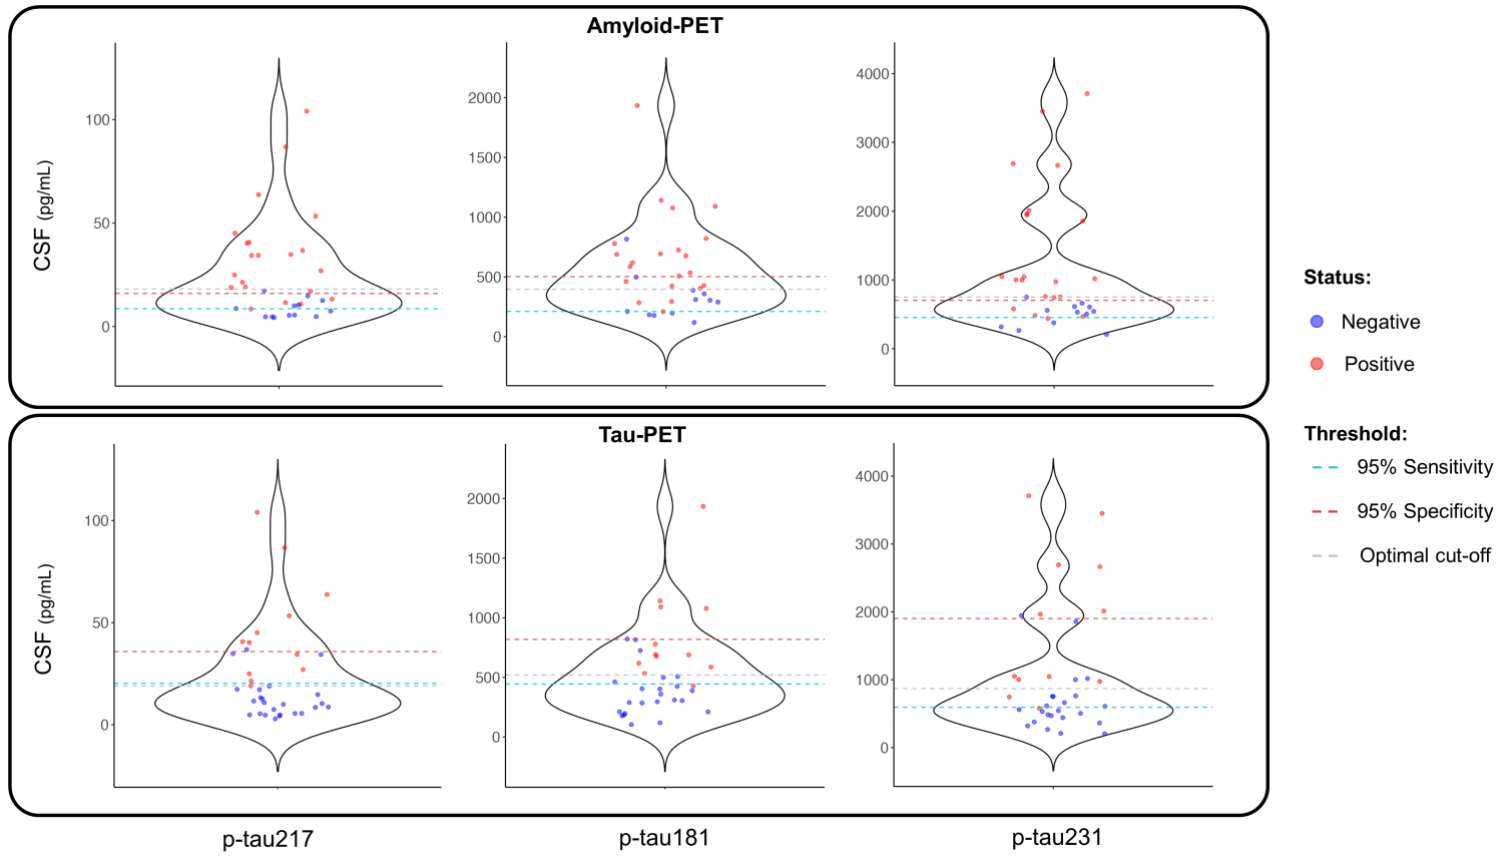 Amyloid-PET
CSF (pg/mL)
100
50
0
2000
1500
1000
500
0
4000
3000
2000
1000
0
Tau-PET
CSF (pg/mL)
100
50
0
2000
1500
1000
500
0
4000
3000
2000
1000
0
p-tau217
p-tau181
p-tau231
Status:
Negative
Positive
Threshold:
95% Sensitivity
95% Specificity
Optimal cut-off